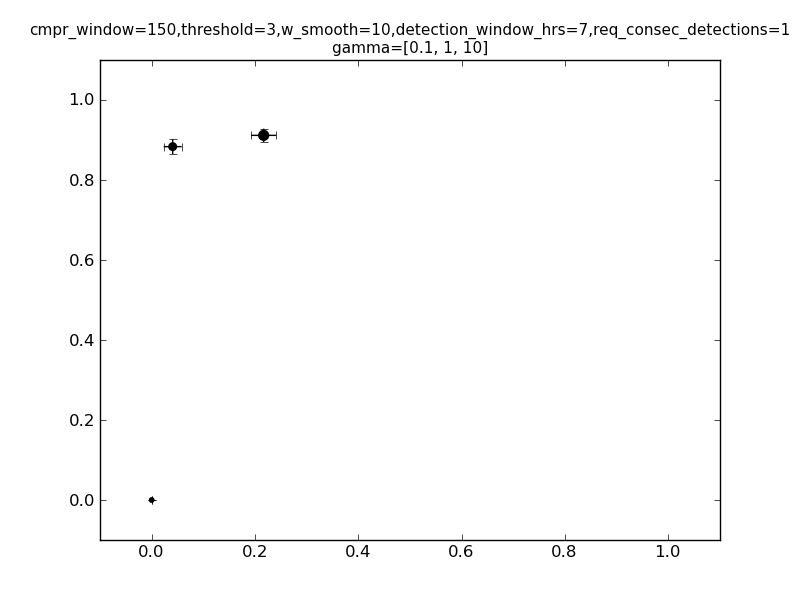 cmpr_window=150,threshold=3,w_smooth=10,detection_window_hrs=7,req_consec_detections=1
gamma=[0.1, 1, 10]
1.0
0.8
0.6
0.4
0.2
0.0
0.0 0.2 0.4 0.6 0.8 1.0